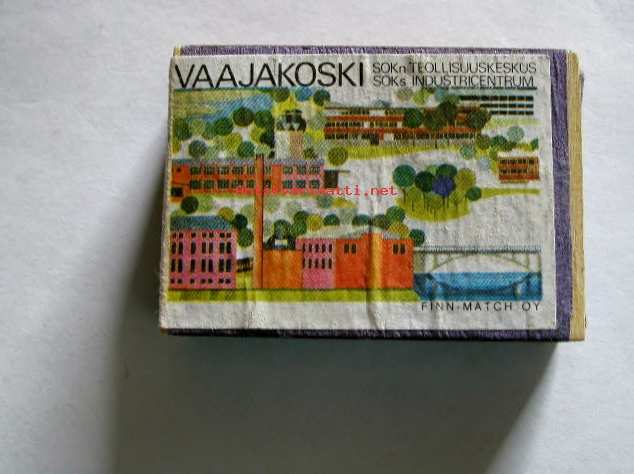 VAAJAKOSKI
SOKn TEOLLISUUSKESKUS
SOKs INDUSTRICENTRUM
FINN-MATCH OY